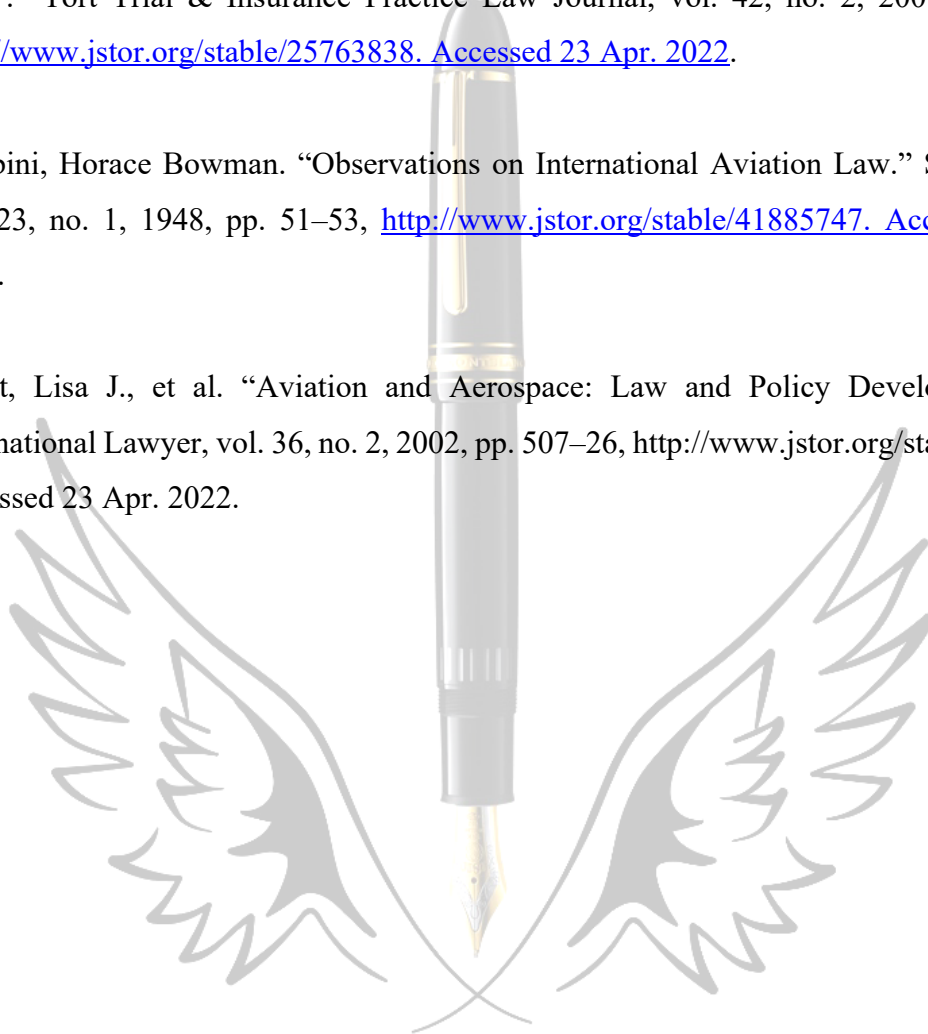 Tort Trial & Insurance Practice Law Journal, vol. 42, no. 2,
/www.jstor.org/stable/25763838. Accessed 23 Apr. 2022.
pini, Horace Bowman. “Observations on International Aviation Law.” S
23, no. 1, 1948, pp. 51–53, http://www.jstor.org/stable/41885747. Acc
.
t, Lisa J., et al. “Aviation and Aerospace: Law and Policy Develo
national Lawyer, vol. 36, no. 2, 2002, pp. 507–26, http://www.jstor.org/sta
ssed 23 Apr. 2022.